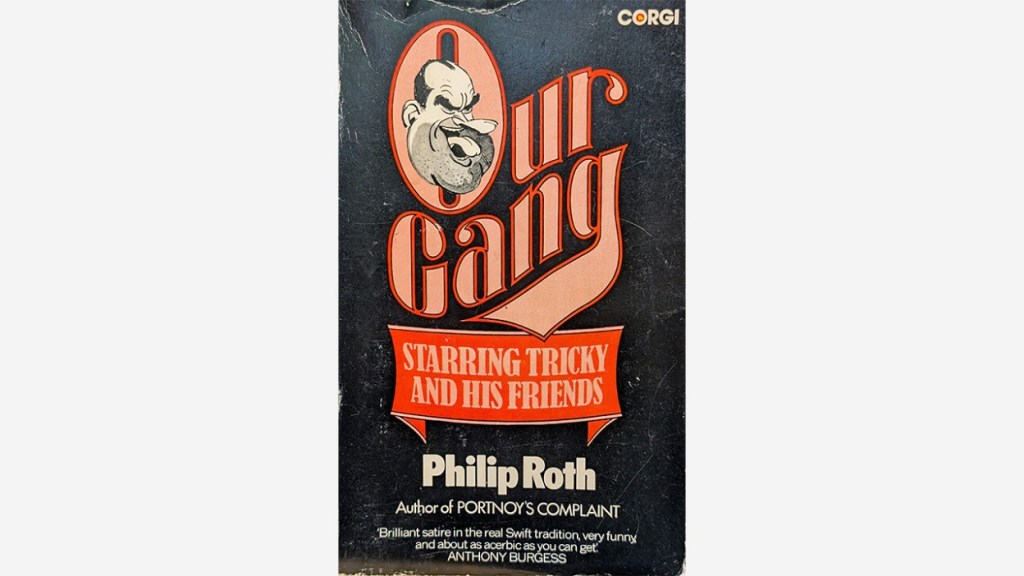 CORGI
Our
Gang
STARRING TRICKY
AND HIS FRIENDS
Philip Roth
Author of PORTNOY'S COMPLAINT
'Brilliant satire in the real Swift tradition, very funny
and about as acerbic as you can get'.
ANTHONY BURGESS